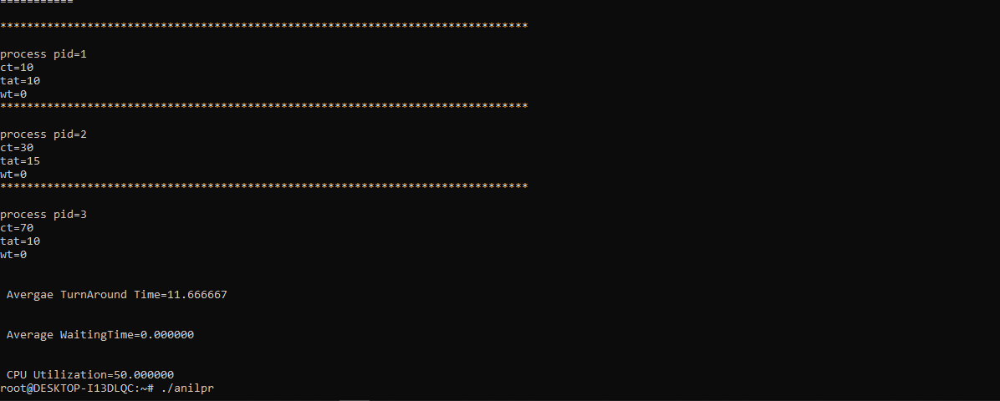 ===========
*******************************************************************************
process pid=1
ct=10
tat=10
wt=0
*******************************************************************************
process pid=2
ct=30
tat=15
wt=0
*******************************************************************************
process pid=3
ct=70
tat=10
wt=0
Avergae TurnAround Time=11.666667
Average WaitingTime=0.000000
CPU Utilization=50.000000
root@DESKTOP-I13DLQC:~# ./anilpr